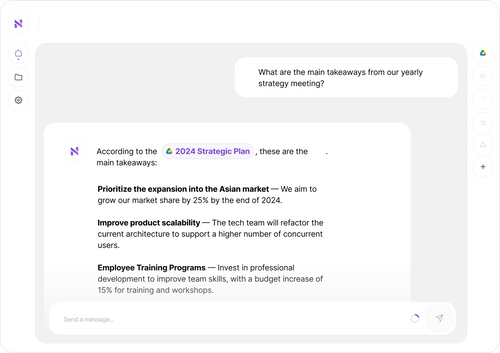 What are the main takeaways from our yearly
strategy meeting?
According to the 2024 Strategic Plan , these are the .
main takeaways:
Prioritize the expansion into the Asian market — We aim to
grow our market share by 25% by the end of 2024.
Improve product scalability — The tech team will refactor the
current architecture to support a higher number of concurrent
users.
Employee Training Programs — Invest in professional
development to improve team skills, with a budget increase of
15% for training and workshops.
Send a message...